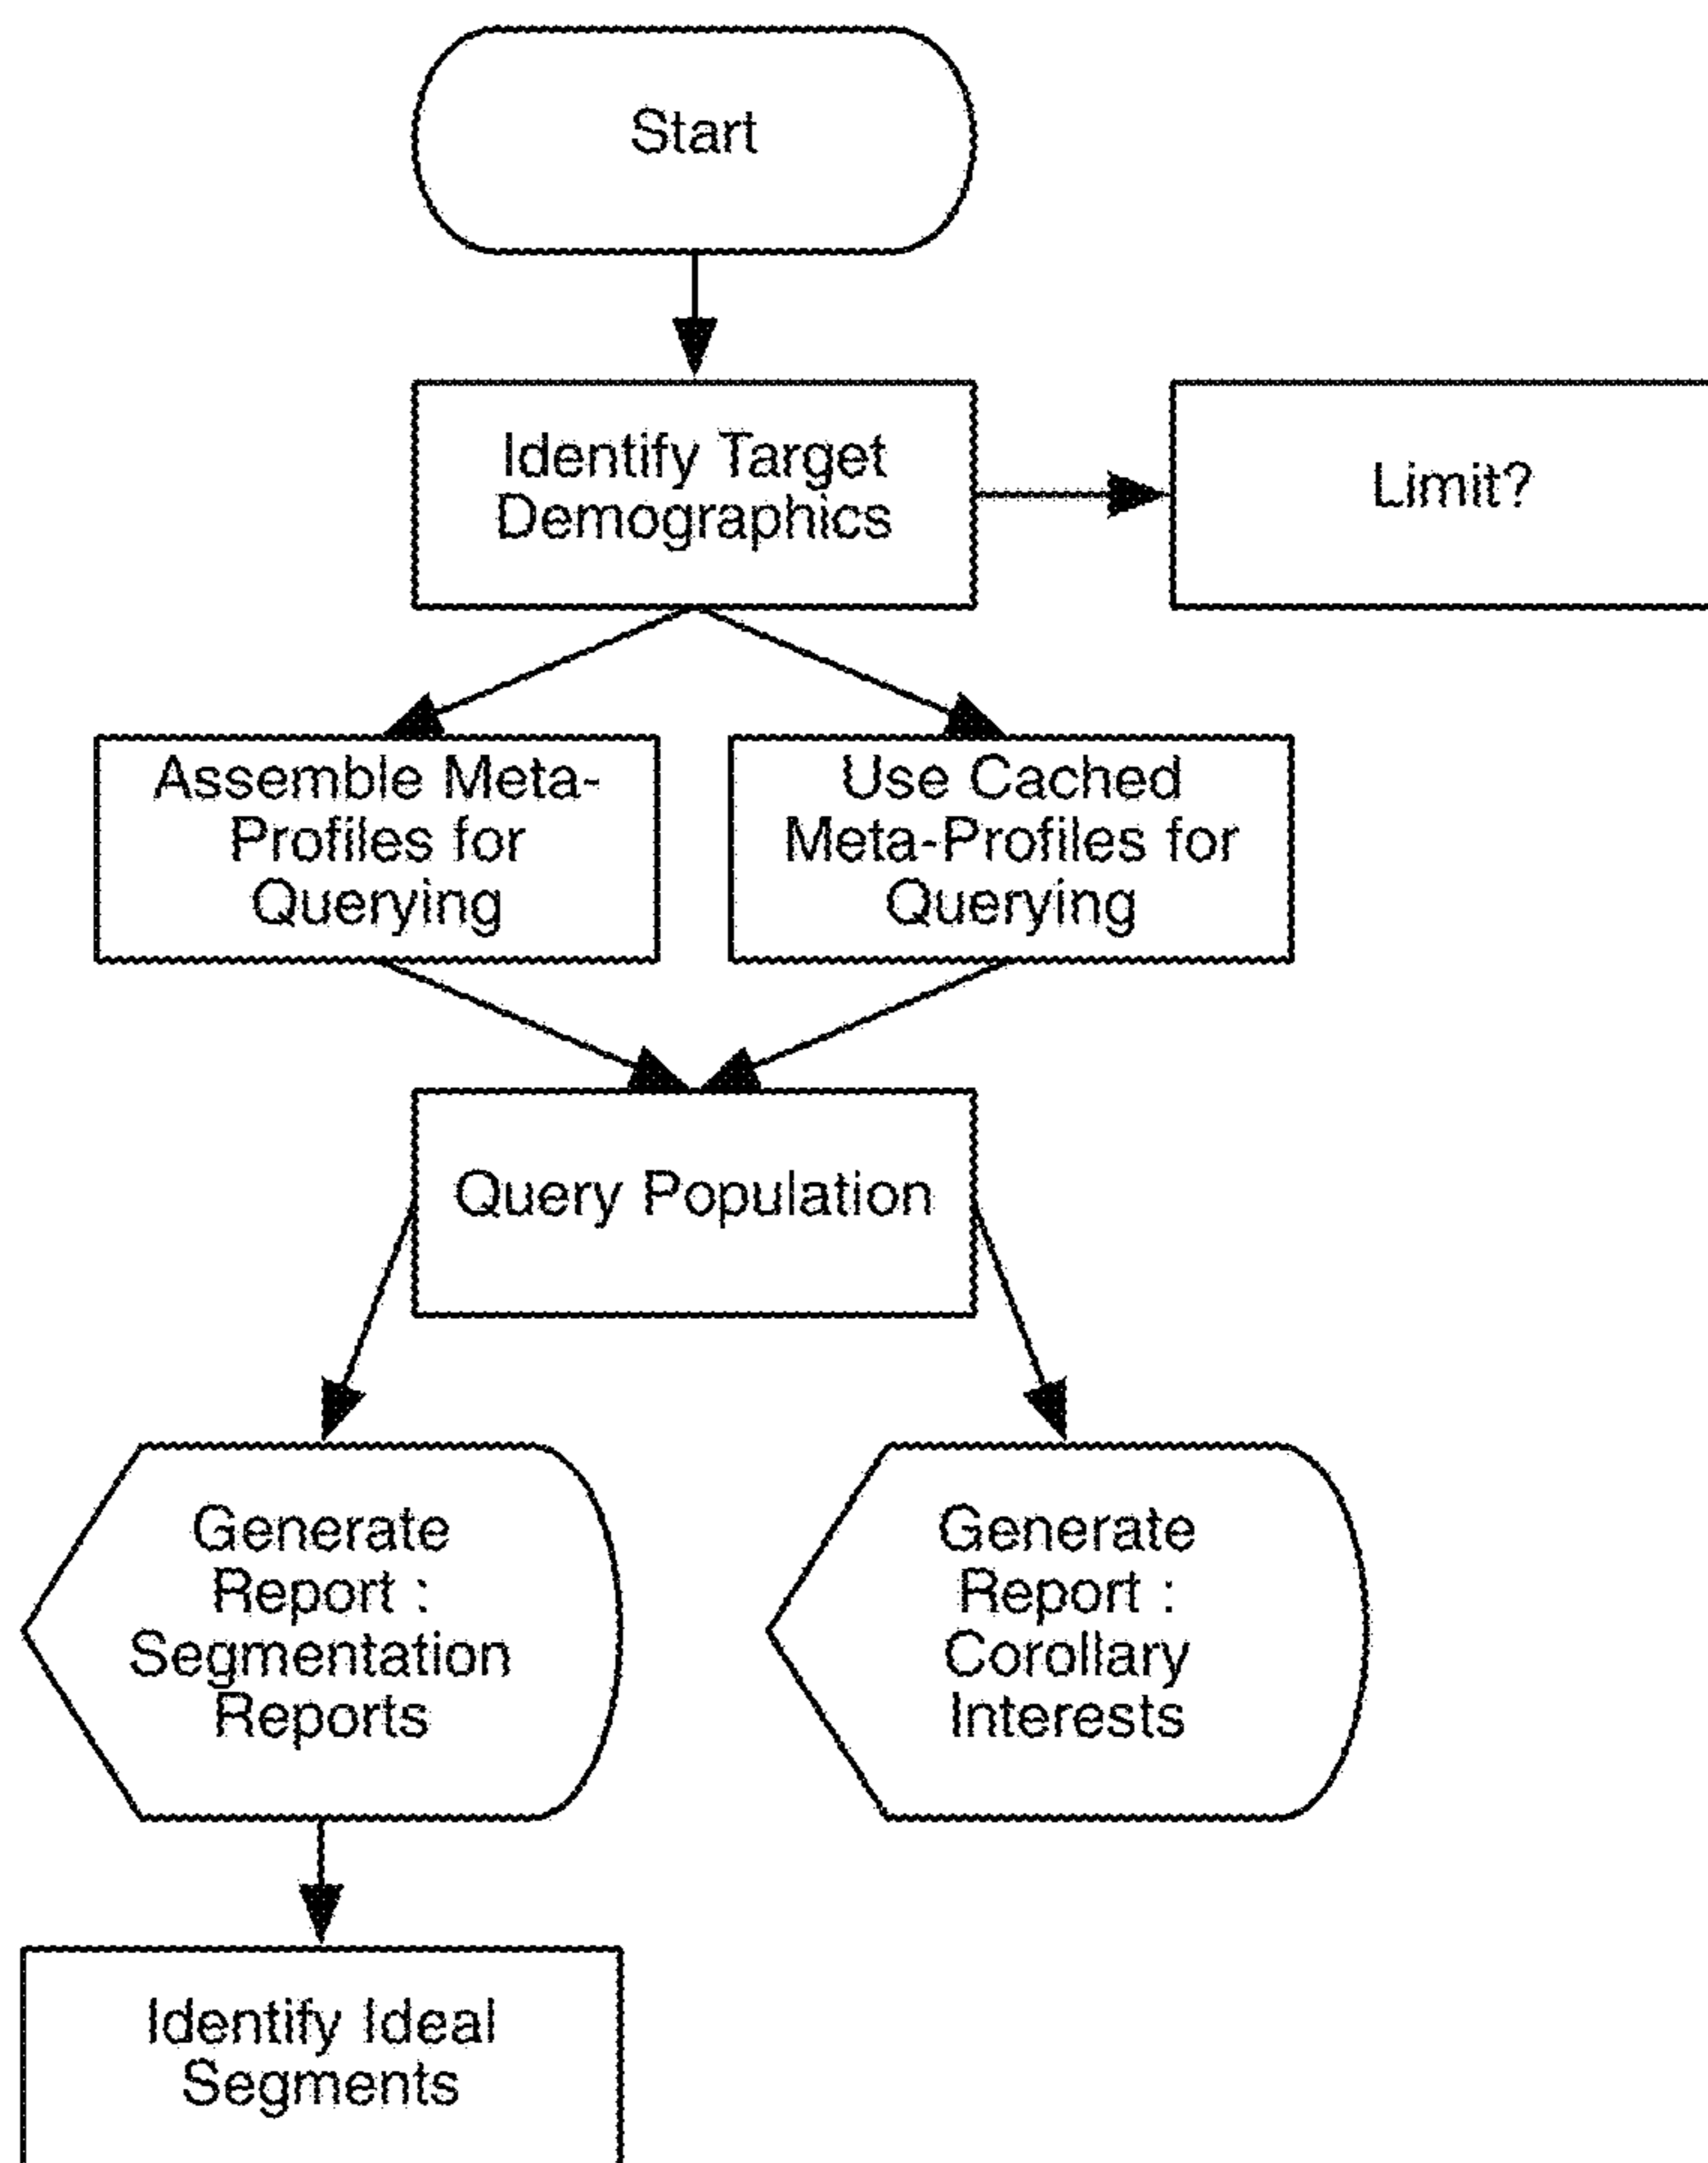 Start
Identify Target
Demographics
Limit?
Assemble Meta-
Profiles for
Querying
Use Cached
Meta-Profiles for
Querying
Query Population
Generate
Report :
Segmentation
Reports
Generate
Report :
Corollary
Interests
Identify Ideal
Segments